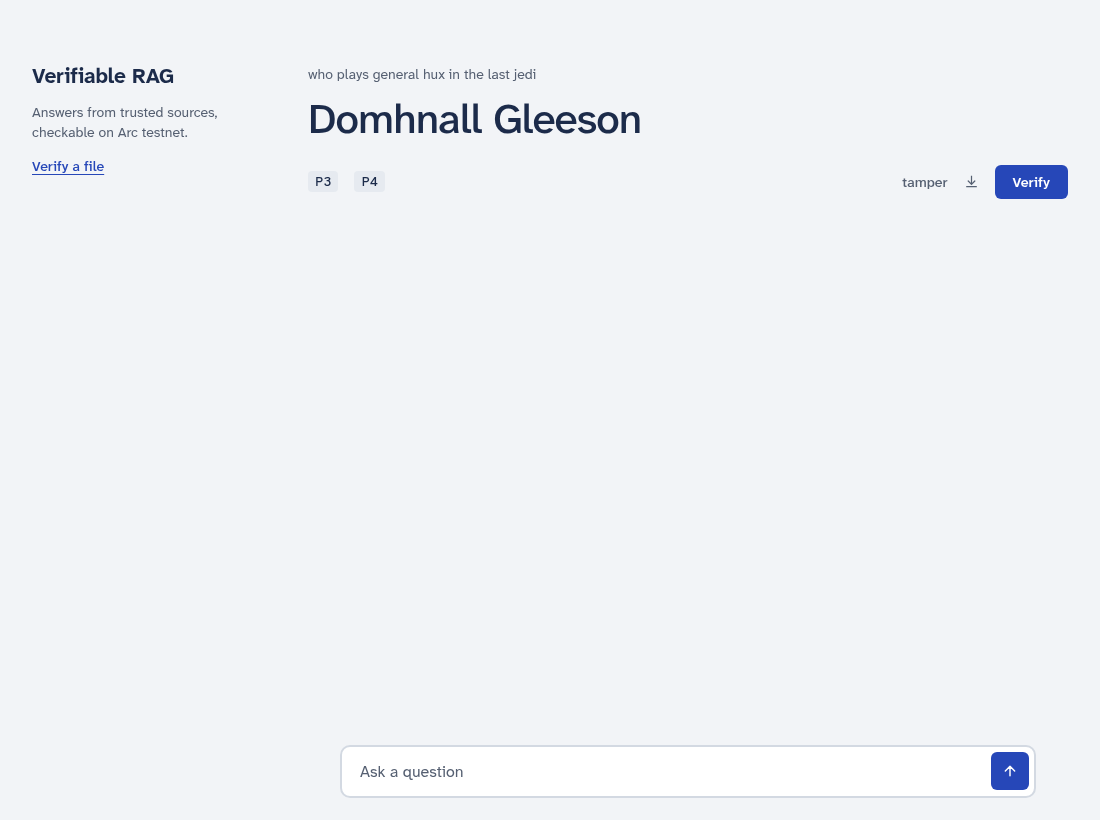 Verifiable RAG
Answers from trusted sources,
checkable on Arc testnet.
Verify a file
who plays general hux in the last jedi
Domhnall Gleeson
P3 P4
tamper Verify
Ask a question